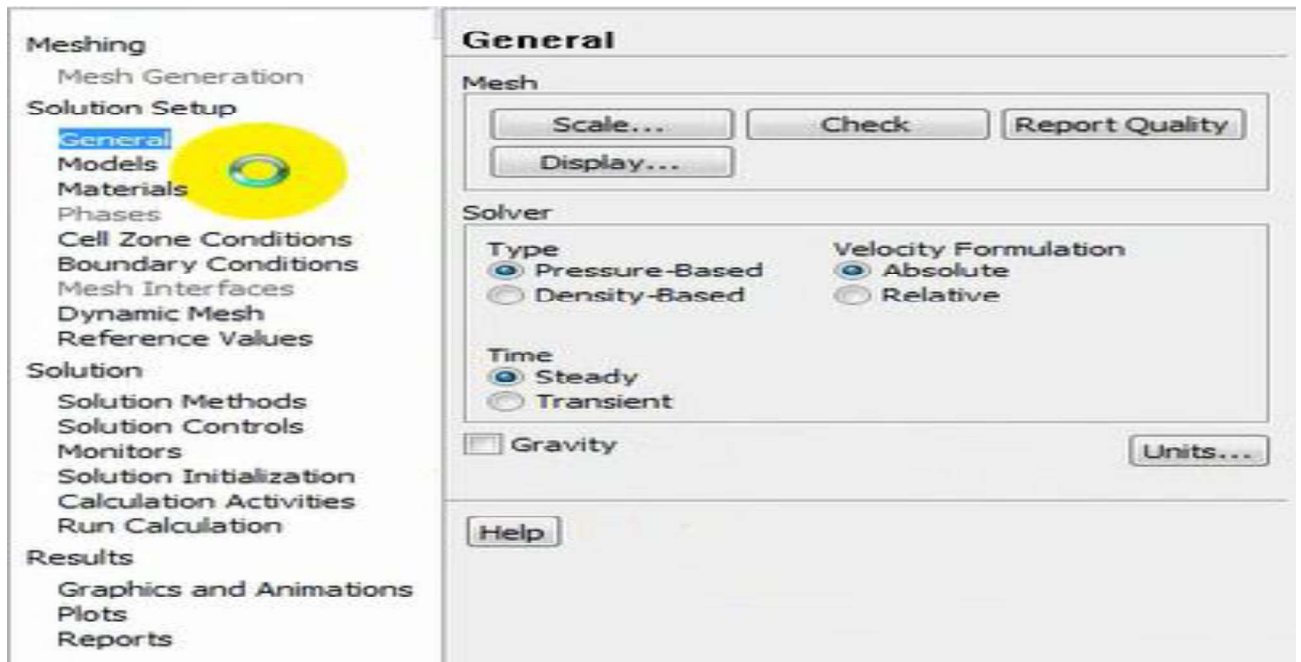 Meshing
Mesh Generation
Solution Setup
General
Models
Materials
Phases
Cell Zone Conditions
Boundary Conditions
Mesh Interfaces
Dynamic Mesh
Reference Values
Solution
Solution Methods
Solution Controls
Monitors
Solution Initialization
Calculation Activities
Run Calculation
Results
Graphics and Animations
Plots
Reports
General
Mesh
Scale... Check Report Quality
Display...
Solver
Type Velocity Formulation
Pressure-Based Absolute
Density-Based Relative
Time
Steady
Transient
Gravity Units...
Help